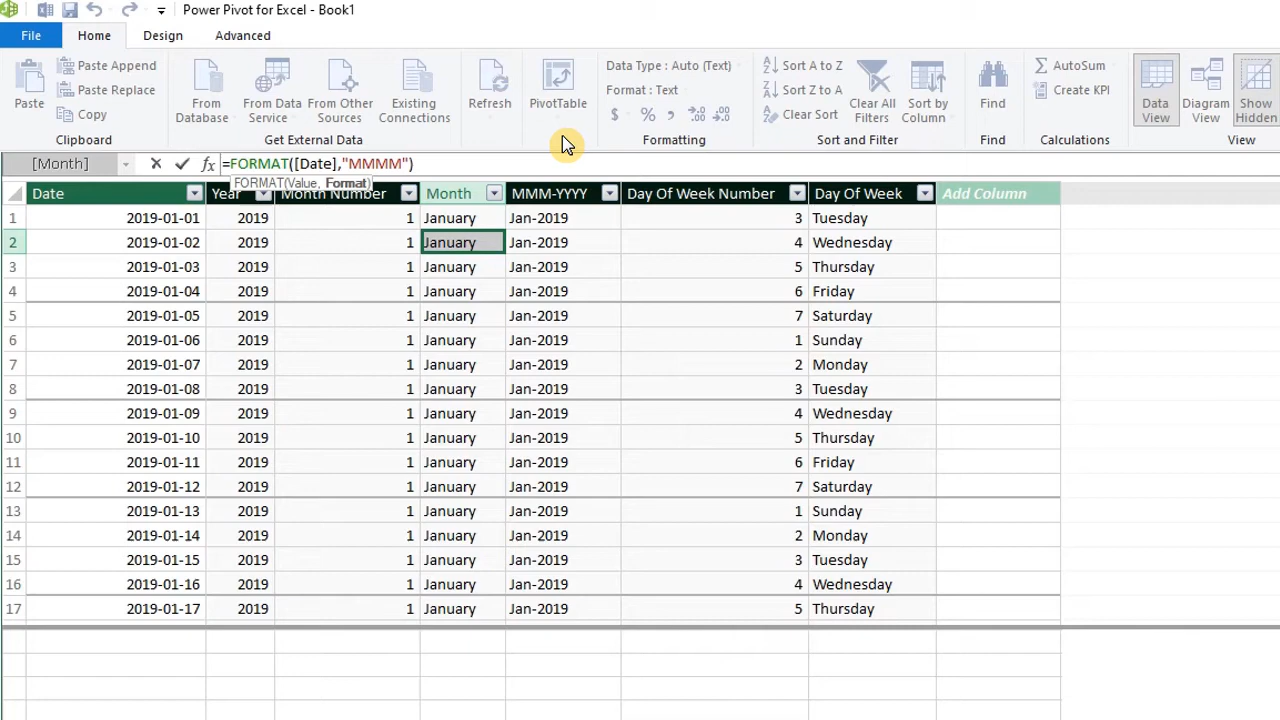 Power Pivot for Excel - Book1
File Home Design Advanced
Paste Paste Append
Paste Replace
Copy
Clipboard
From Database From Data Service From Other Sources Existing Connections
Get External Data
Refresh
PivotTable
Data Type : Auto (Text)
Format : Text
$ % ,
Formatting
Sort A to Z
Sort Z to A
Clear Sort
Clear All Filters Sort by Column
Sort and Filter
Find
Find
AutoSum
Create KPI
Calculations
Data View Diagram View Show Hidden
View
[Month] fx =FORMAT([Date],"MMMM")
FORMAT(Value, Format)
Date Year Month Number Month MMM-YYYY Day Of Week Number Day Of Week Add Column
1 2019-01-01 2019 1 January Jan-2019 3 Tuesday
2 2019-01-02 2019 1 January Jan-2019 4 Wednesday
3 2019-01-03 2019 1 January Jan-2019 5 Thursday
4 2019-01-04 2019 1 January Jan-2019 6 Friday
5 2019-01-05 2019 1 January Jan-2019 7 Saturday
6 2019-01-06 2019 1 January Jan-2019 1 Sunday
7 2019-01-07 2019 1 January Jan-2019 2 Monday
8 2019-01-08 2019 1 January Jan-2019 3 Tuesday
9 2019-01-09 2019 1 January Jan-2019 4 Wednesday
10 2019-01-10 2019 1 January Jan-2019 5 Thursday
11 2019-01-11 2019 1 January Jan-2019 6 Friday
12 2019-01-12 2019 1 January Jan-2019 7 Saturday
13 2019-01-13 2019 1 January Jan-2019 1 Sunday
14 2019-01-14 2019 1 January Jan-2019 2 Monday
15 2019-01-15 2019 1 January Jan-2019 3 Tuesday
16 2019-01-16 2019 1 January Jan-2019 4 Wednesday
17 2019-01-17 2019 1 January Jan-2019 5 Thursday